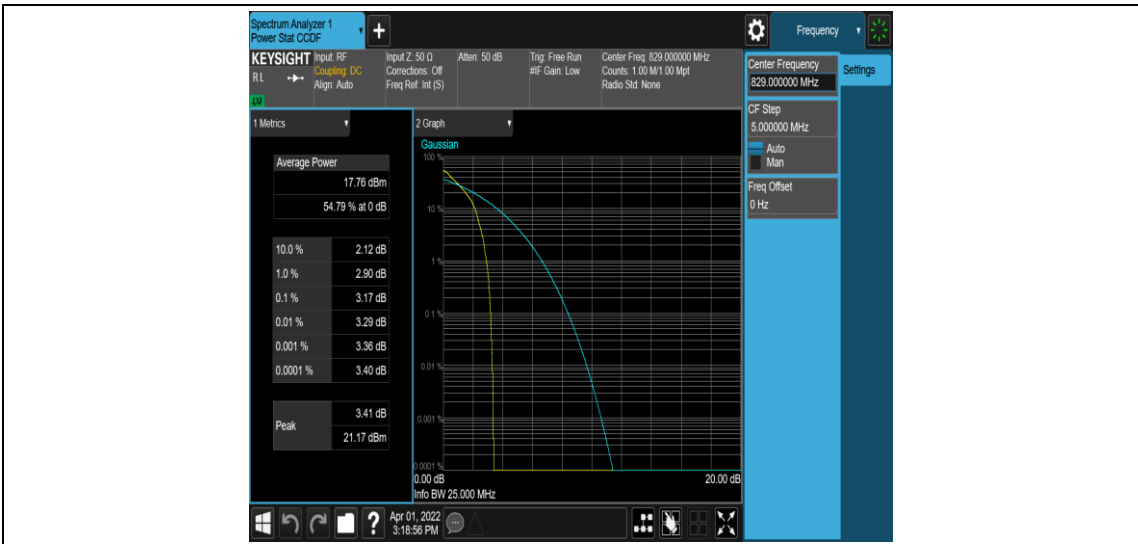 Spectrum Analyzer 1
Power Stat CCDF
+
Frequency
KEYSIGHT
RL
LXI
Input: RF
Coupling: DC
Align: Auto
Input Z: 50 Ω
Corrections: Off
Freq Ref: Int (S)
Atten: 50 dB
Trig: Free Run
#IF Gain: Low
Center Freq: 829.000000 MHz
Counts: 1.00 M/1.00 Mpt
Radio Std: None
Center Frequency
829.000000 MHz
Settings
CF Step
5.000000 MHz
Auto
Man
Freq Offset
0 Hz
1 Metrics
Average Power
17.76 dBm
54.79 % at 0 dB
10.0 % 2.12 dB
1.0 % 2.90 dB
0.1 % 3.17 dB
0.01 % 3.29 dB
0.001 % 3.36 dB
0.0001 % 3.40 dB
Peak
3.41 dB
21.17 dBm
2 Graph
Gaussian
100 %
10 %
1 %
0.1 %
0.01 %
0.001 %
0.0001 %
0.00 dB 20.00 dB
Info BW 25.000 MHz
?
Apr 01, 2022
3:18:56 PM